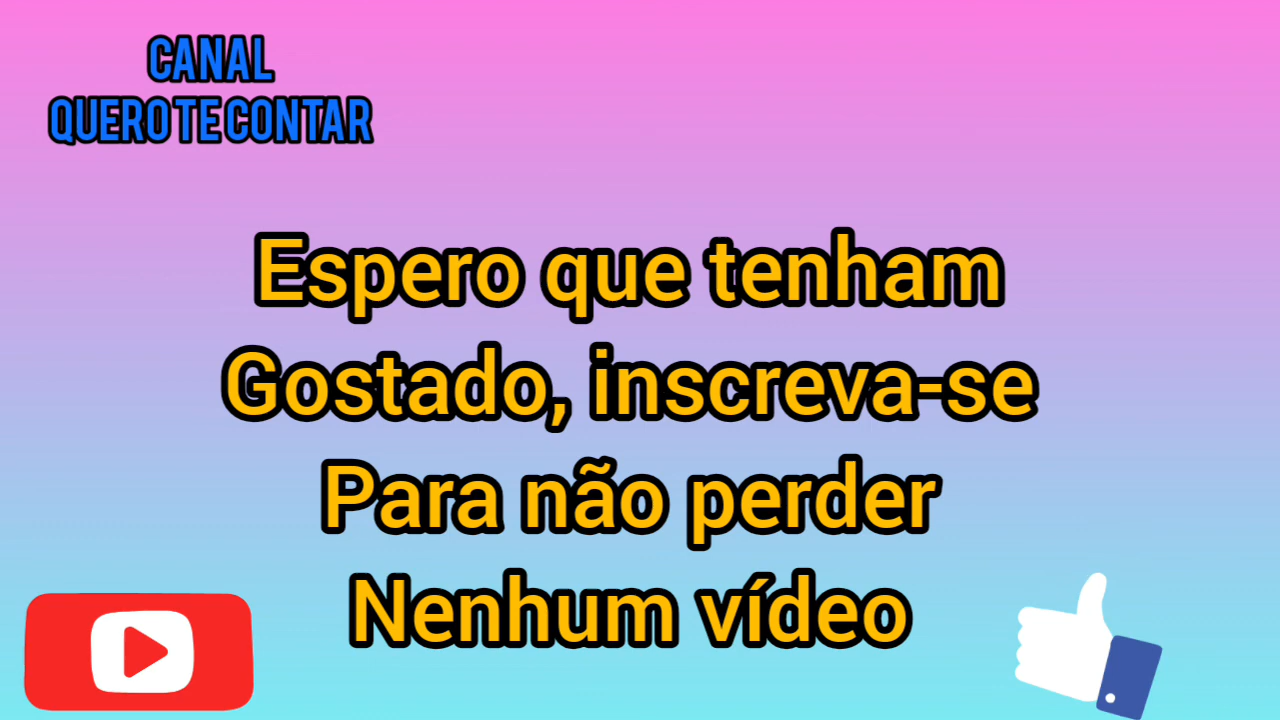 CANAL
QUERO TE CONTAR
Espero que tenham
Gostado, inscreva-se
Para não perder
Nenhum vídeo